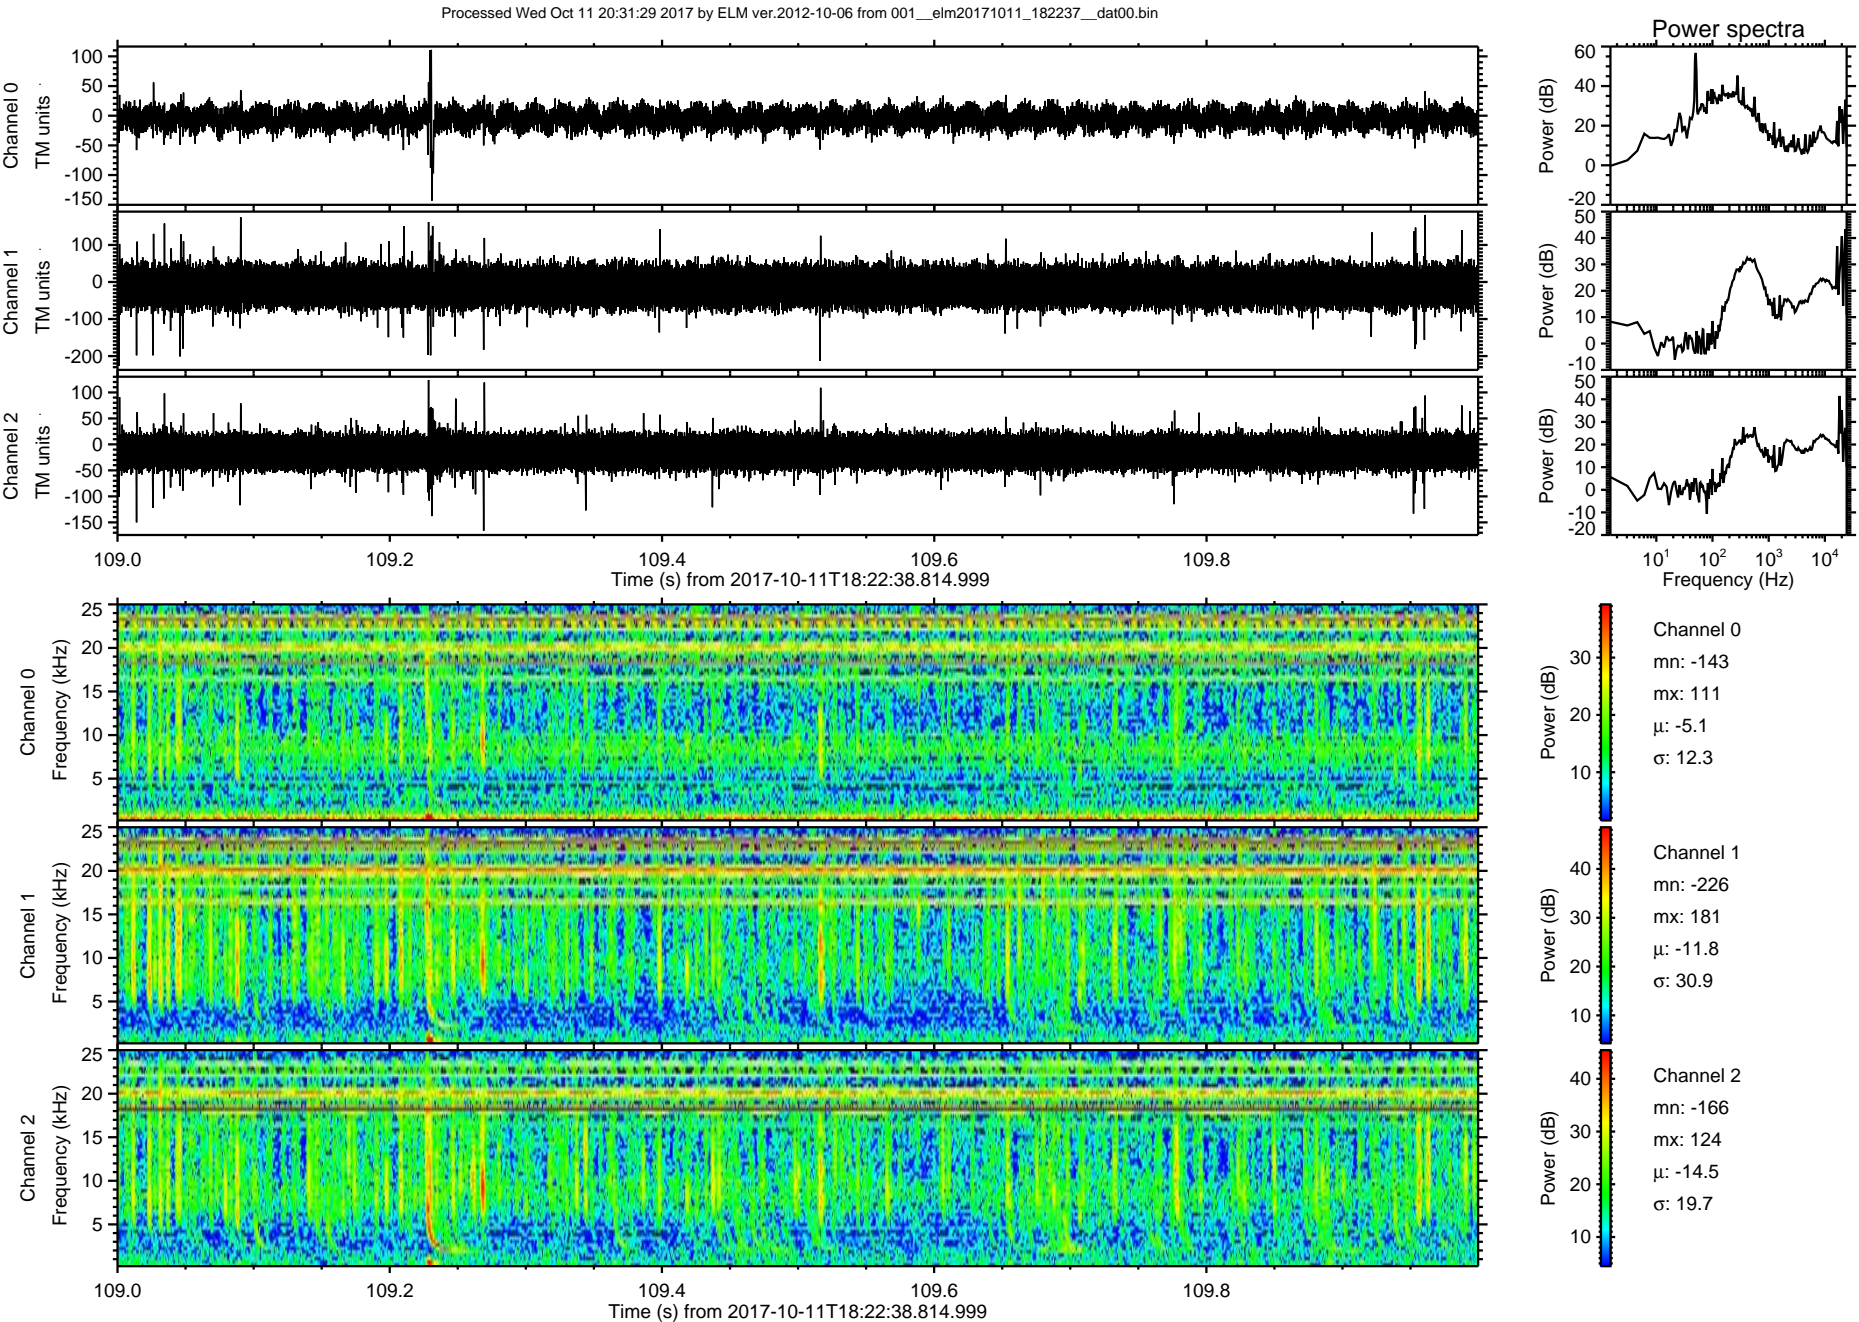 Processed Wed Oct 11 20:31:29 2017 by ELM ver.2012-10-06 from 001__elm20171011_182237__dat00.bin
Power spectra
Channel 0
TM units
100
50
0
-50
-100
-150
Power (dB)
60
40
20
0
-20
Channel 1
TM units
100
0
-100
-200
Power (dB)
50
40
30
20
10
0
-10
Channel 2
TM units
100
50
0
-50
-100
-150
Power (dB)
50
40
30
20
10
0
-10
-20
109.0 109.2 109.4 109.6 109.8
Time (s) from 2017-10-11T18:22:38.814.999
10^1 10^2 10^3 10^4
Frequency (Hz)
Channel 0
Frequency (kHz)
25
20
15
10
5
Power (dB)
30
20
10
Channel 0
mn: -143
mx: 111
μ: -5.1
σ: 12.3
Channel 1
Frequency (kHz)
25
20
15
10
5
Power (dB)
40
30
20
10
Channel 1
mn: -226
mx: 181
μ: -11.8
σ: 30.9
Channel 2
Frequency (kHz)
25
20
15
10
5
Power (dB)
40
30
20
10
Channel 2
mn: -166
mx: 124
μ: -14.5
σ: 19.7
109.0 109.2 109.4 109.6 109.8
Time (s) from 2017-10-11T18:22:38.814.999